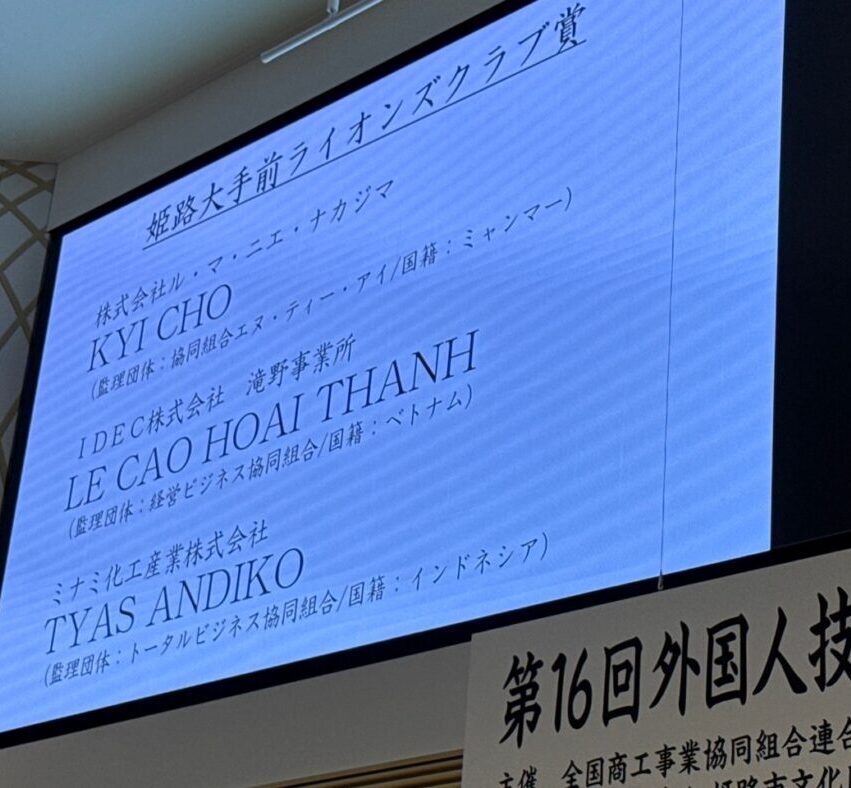 姫路大手前ライオンズクラブ賞
株式会社ル・マ・ニエ・ナカジマ
KYI CHO
(監理団体：協同組合エヌ・ティー・アイ/国籍：ミャンマー)
ＩＤＥＣ株式会社　滝野事業所
LE CAO HOAI THANH
(監理団体：経営ビジネス協同組合/国籍：ベトナム)
ミナミ化工産業株式会社
TYAS ANDIKO
(監理団体：トータルビジネス協同組合/国籍：インドネシア)
第16回外国人技
主催　全国商工事業協同組合連合
姫路市文化